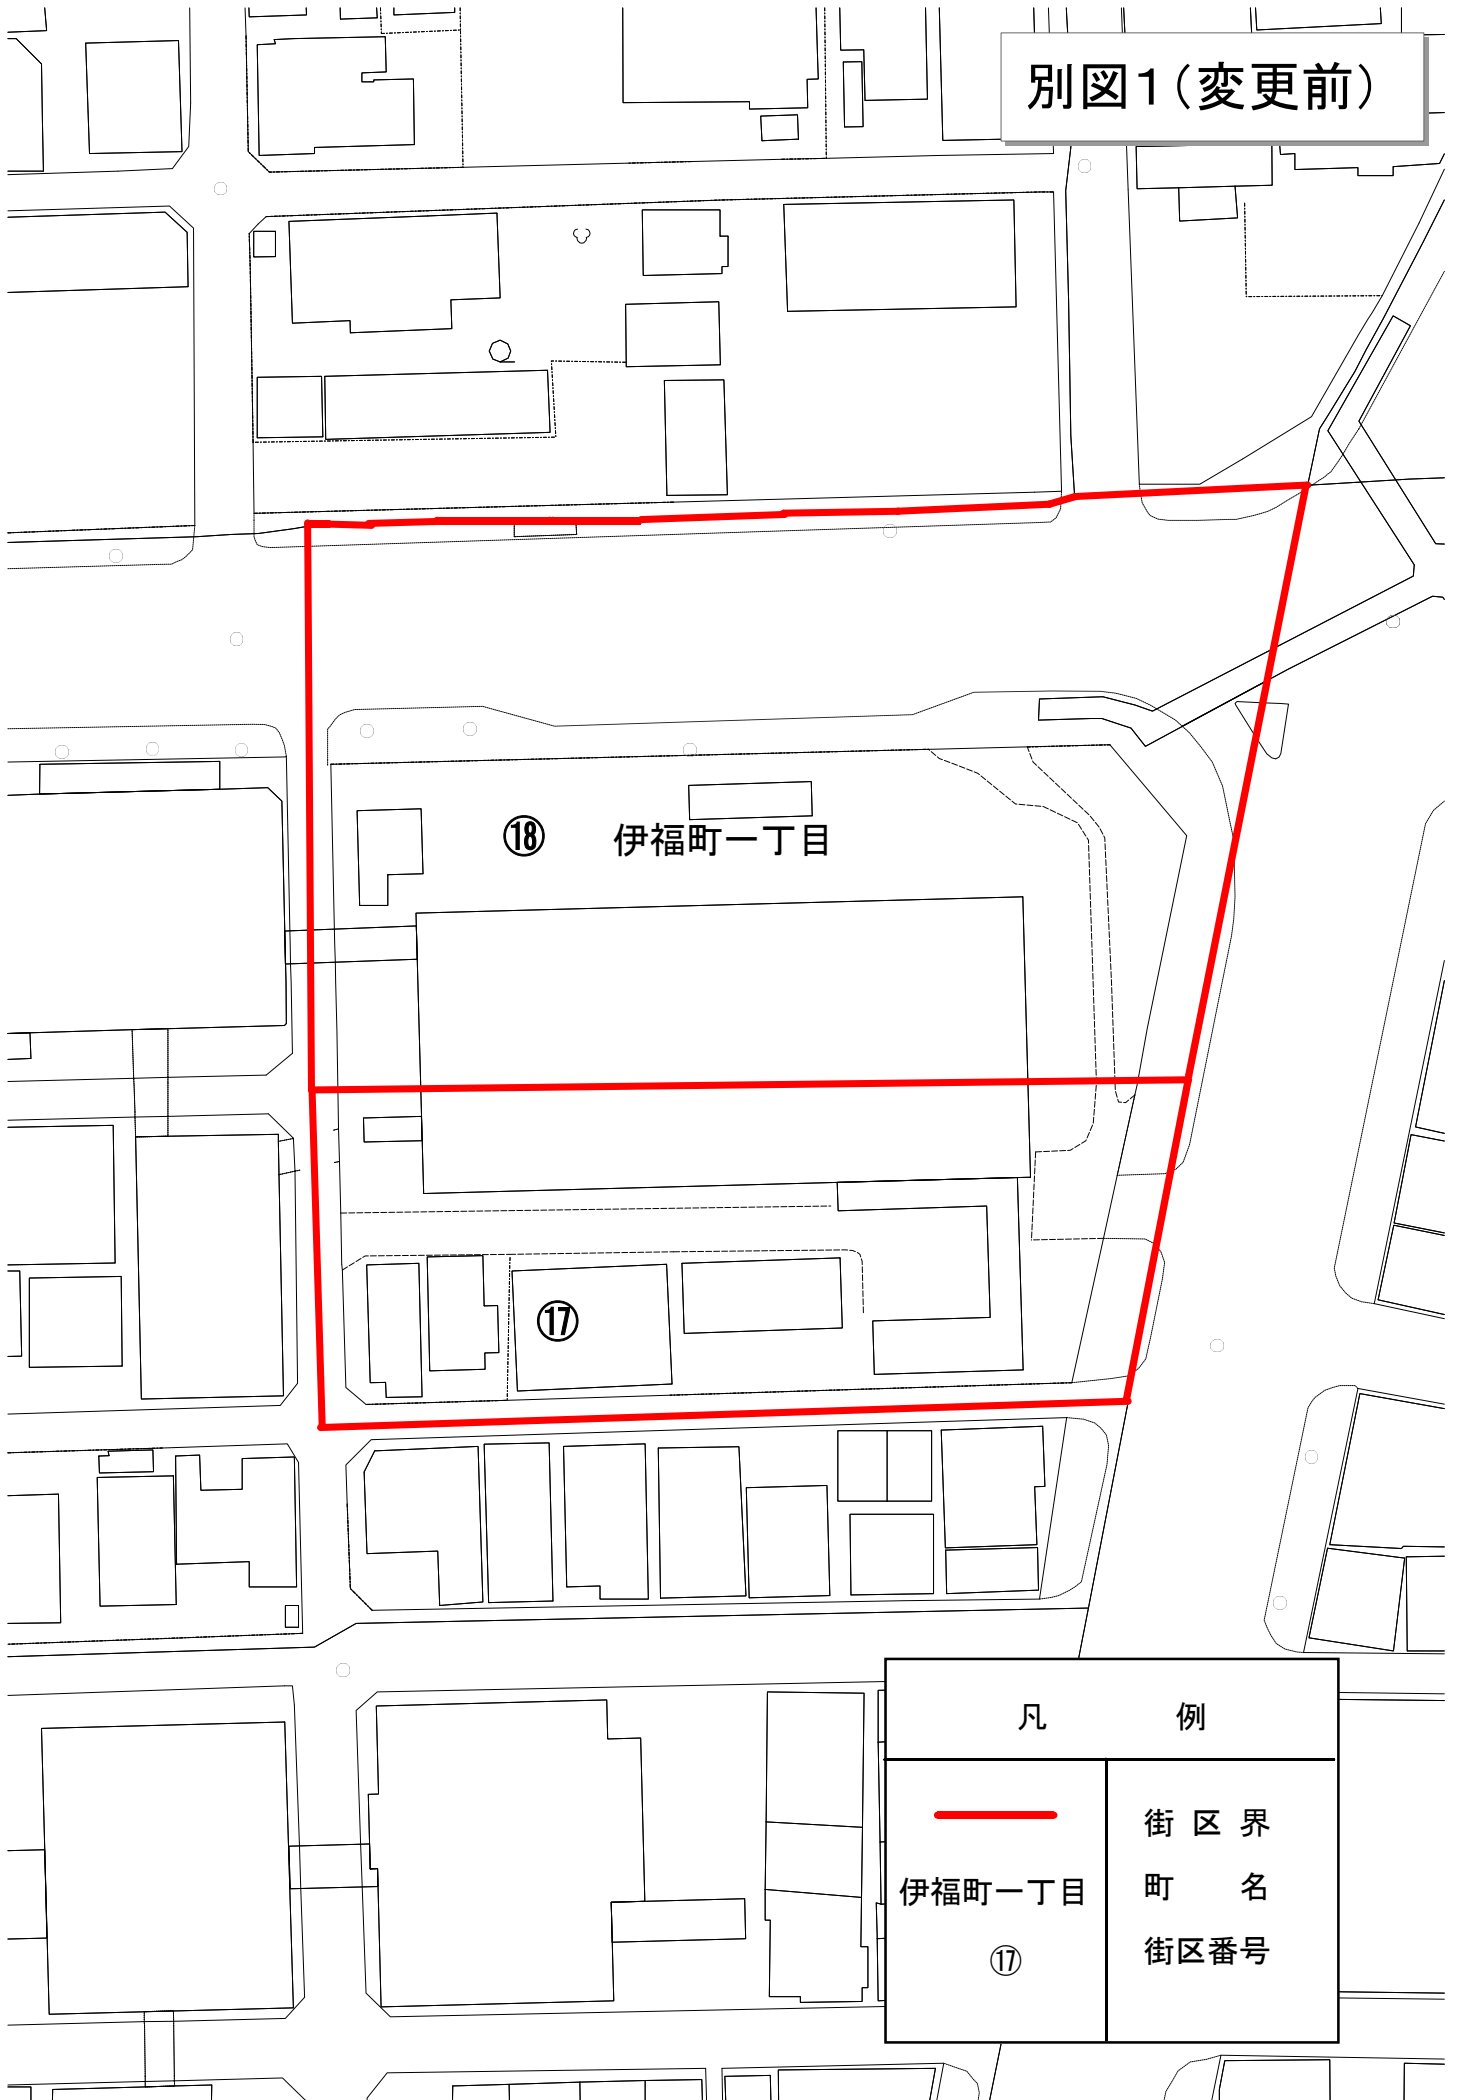 別図1(変更前)
⑱ 伊福町一丁目
⑰
凡 例
街 区 界
伊福町一丁目 町 名
⑰ 街区番号